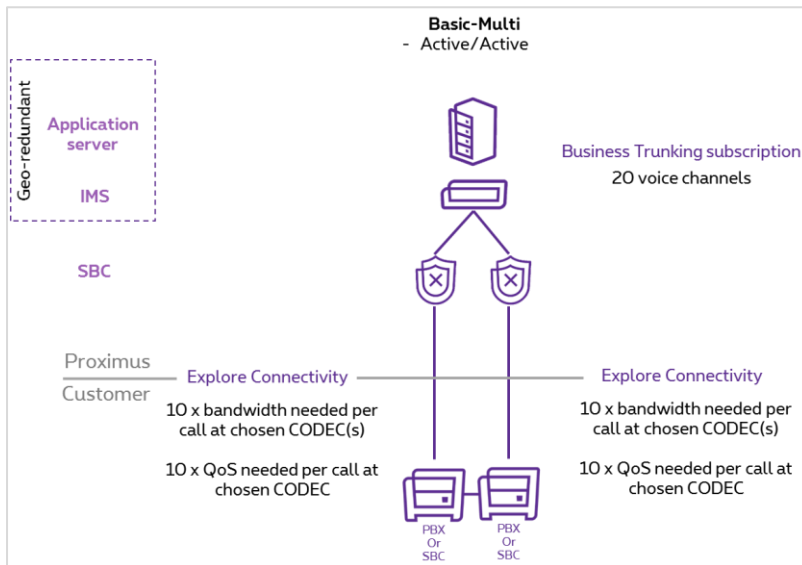 Basic-Multi
- Active/Active
Geo-redundant
Application
server
IMS
SBC
Business Trunking subscription
20 voice channels
Proximus
Customer
Explore Connectivity
10 x bandwidth needed per
call at chosen CODEC(s)
10 x QoS needed per call at
chosen CODEC
Explore Connectivity
10 x bandwidth needed per
call at chosen CODEC(s)
10 x QoS needed per call at
chosen CODEC
PBX
Or
SBC
PBX
Or
SBC